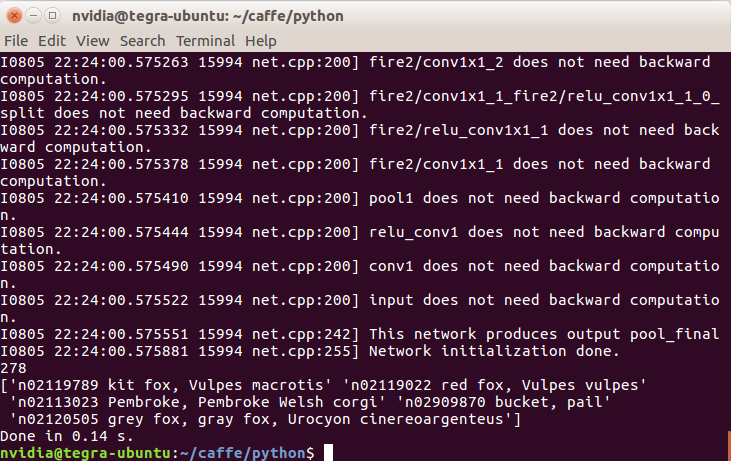 nvidia@tegra-ubuntu: ~/caffe/python
File Edit View Search Terminal Help
I0805 22:24:00.575263 15994 net.cpp:200] fire2/conv1x1_2 does not need backward
computation.
I0805 22:24:00.575295 15994 net.cpp:200] fire2/conv1x1_1_fire2/relu_conv1x1_1_0_
split does not need backward computation.
I0805 22:24:00.575332 15994 net.cpp:200] fire2/relu_conv1x1_1 does not need back
ward computation.
I0805 22:24:00.575378 15994 net.cpp:200] fire2/conv1x1_1 does not need backward
computation.
I0805 22:24:00.575410 15994 net.cpp:200] pool1 does not need backward computatio
n.
I0805 22:24:00.575444 15994 net.cpp:200] relu_conv1 does not need backward compu
tation.
I0805 22:24:00.575490 15994 net.cpp:200] conv1 does not need backward computatio
n.
I0805 22:24:00.575522 15994 net.cpp:200] input does not need backward computatio
n.
I0805 22:24:00.575551 15994 net.cpp:242] This network produces output pool_final
I0805 22:24:00.575881 15994 net.cpp:255] Network initialization done.
278
['n02119789 kit fox, Vulpes macrotis' 'n02119022 red fox, Vulpes vulpes'
'n02113023 Pembroke, Pembroke Welsh corgi' 'n02909870 bucket, pail'
'n02120505 grey fox, gray fox, Urocyon cinereoargenteus']
Done in 0.14 s.
nvidia@tegra-ubuntu:~/caffe/python$